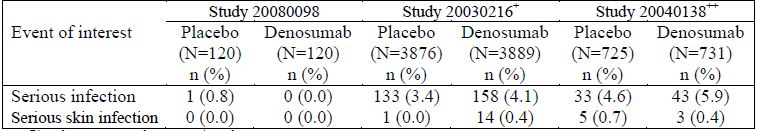 Event of interest Study 20080098 Study 20030216+ Study 20040138++
Placebo Denosumab Placebo Denosumab Placebo Denosumab
(N=120) (N=120) (N=3876) (N=3889) (N=725) (N=731)
n (%) n (%) n (%) n (%) n (%) n (%)
Serious infection 1 (0.8) 0 (0.0) 133 (3.4) 158 (4.1) 33 (4.6) 43 (5.9)
Serious skin infection 0 (0.0) 0 (0.0) 1 (0.0) 14 (0.4) 5 (0.7) 3 (0.4)